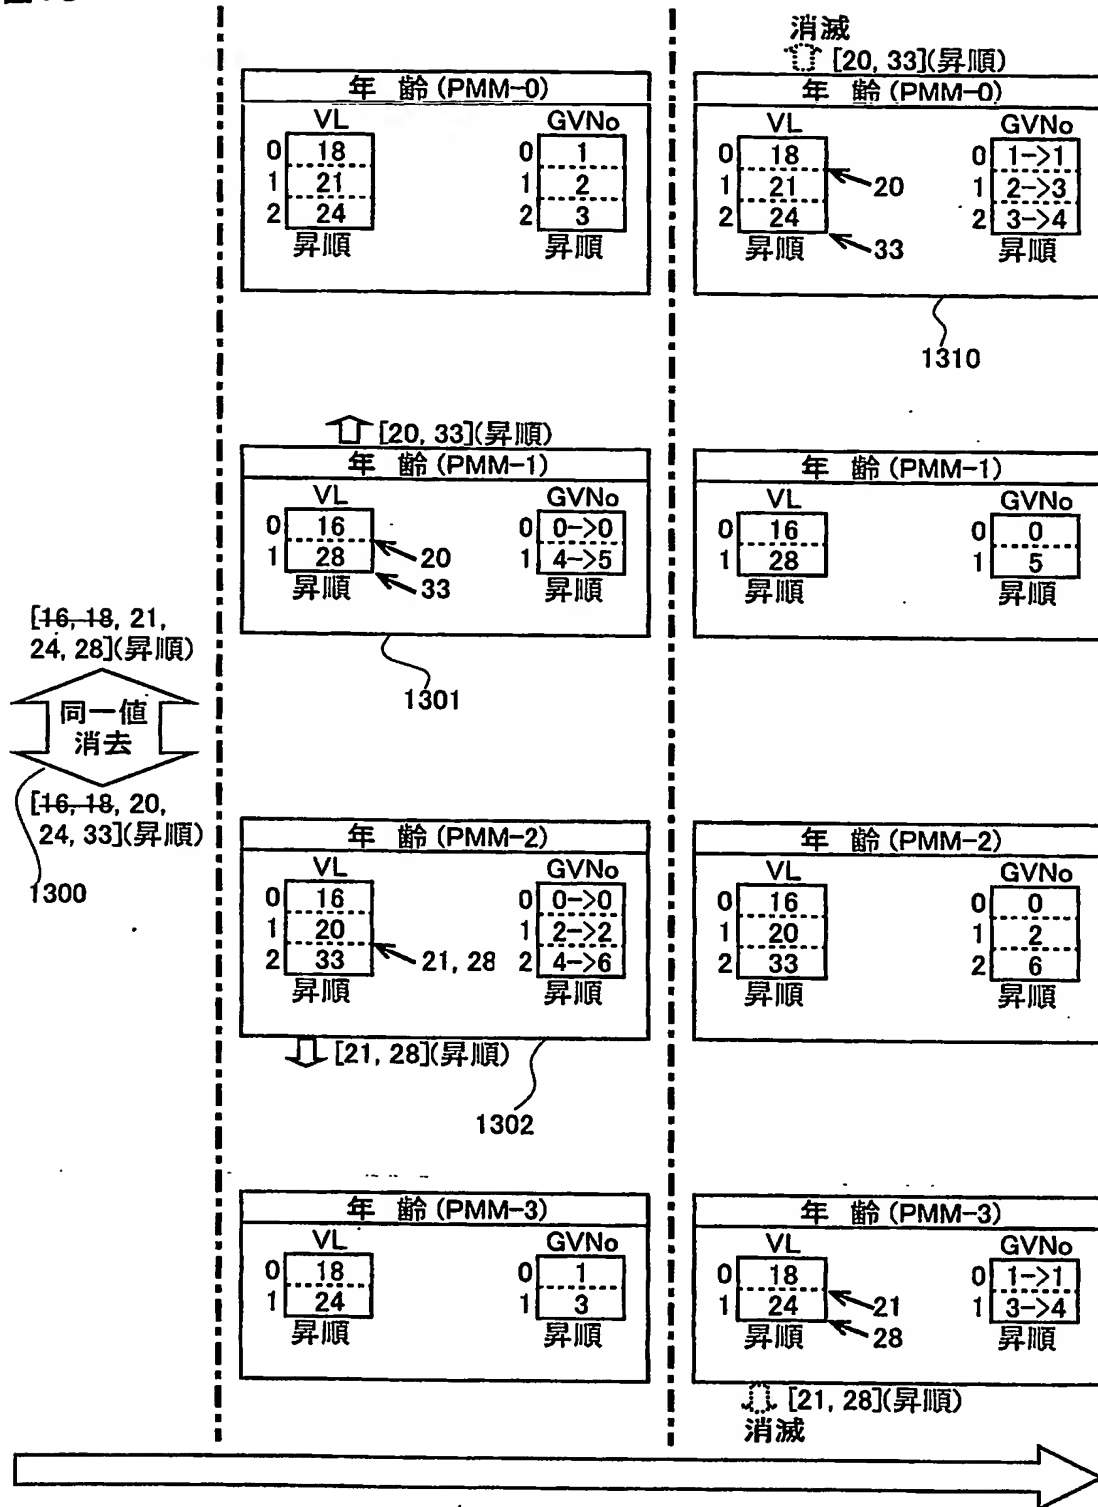 [16, 18, 21,
24, 28](昇順)
同一値
消去
[16, 18, 20,
24, 33](昇順)
1300
年 齢 (PMM-0)
VL GVNo
0 18 0 1
1 21 1 2
2 24 2 3
昇順 昇順
[20, 33](昇順)
年 齢 (PMM-1)
VL GVNo
0 16 0 0->0
1 28 20 1 4->5
昇順 33 昇順
1301
年 齢 (PMM-2)
VL GVNo
0 16 0 0->0
1 20 1 2->2
2 33 21, 28 2 4->6
昇順 昇順
[21, 28](昇順)
1302
年 齢 (PMM-3)
VL GVNo
0 18 0 1
1 24 1 3
昇順 昇順
消滅
[20, 33](昇順)
年 齢 (PMM-0)
VL GVNo
0 18 0 1->1
1 21 20 1 2->3
2 24 2 3->4
昇順 33 昇順
1310
年 齢 (PMM-1)
VL GVNo
0 16 0 0
1 28 1 5
昇順 昇順
年 齢 (PMM-2)
VL GVNo
0 16 0 0
1 20 1 2
2 33 2 6
昇順 昇順
年 齢 (PMM-3)
VL GVNo
0 18 0 1->1
1 24 21 1 3->4
昇順 28 昇順
[21, 28](昇順)
消滅